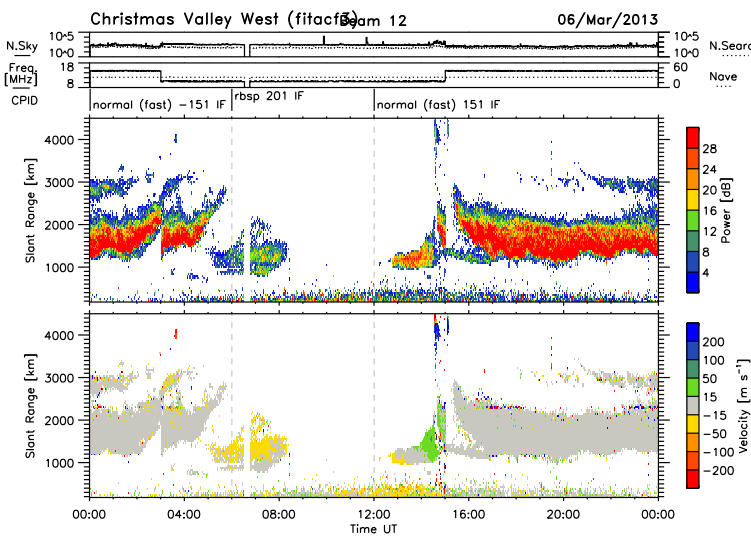 Christmas Valley West (fitacf3) Beam 12 06/Mar/2013
N.Sky 10^5 10^0 10^5 10^0 N.Searc
Freq. [MHz] 18 8 60 0 Nave
CPID normal (fast) -151 IF rbsp 201 IF normal (fast) 151 IF
Slant Range [km]
4000
3000
2000
1000
Power [dB]
28
24
20
16
12
8
4
Slant Range [km]
4000
3000
2000
1000
Velocity [m s⁻¹]
200
100
50
15
-15
-50
-100
-200
00:00 04:00 08:00 12:00 16:00 20:00 00:00
Time UT